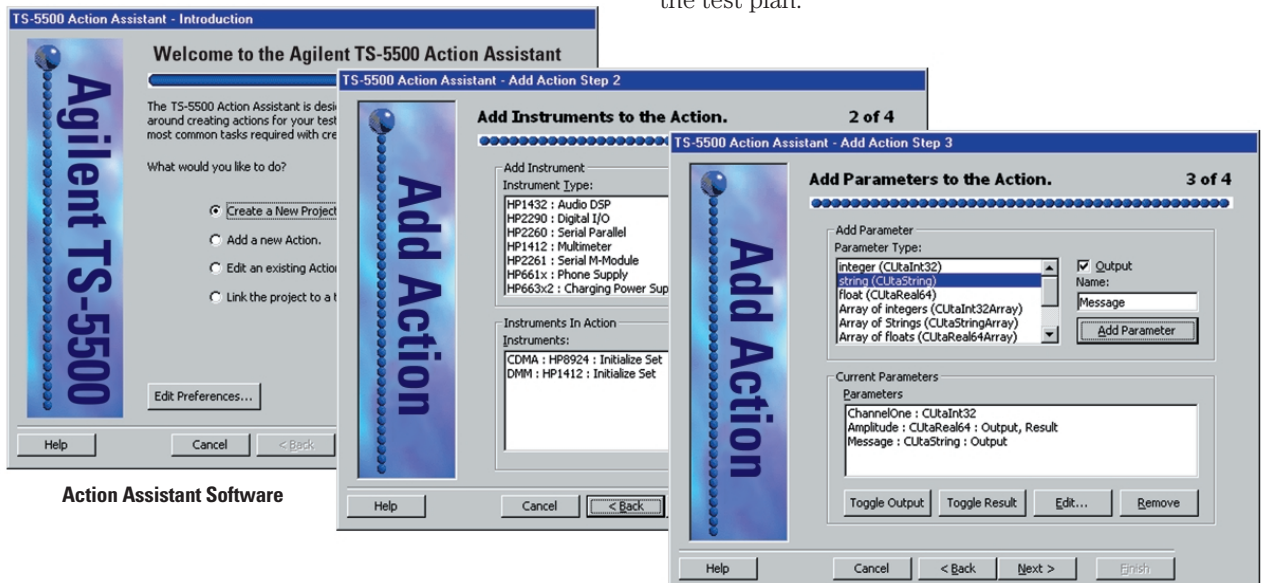 the test plan.
TS-5500 Action Assistant - Introduction
Welcome to the Agilent TS-5500 Action Assistant
Agilent TS-5500
The TS-5500 Action Assistant is
around creating actions for your test
most common tasks required with
What would you like to do?
Create a New Project
Add a new Action.
Edit an existing
Link the project to a
Edit Preferences...
Help
Cancel
< Back
Action Assistant Software
TS-5500 Action Assistant - Add Action Step 2
Add Action
Add Instruments to the Action.
2 of 4
Add Instrument
Instrument Type:
HP1432 : Audio DSP
HP2290 : Digital I/O
HP2260 : Serial Parallel
HP1412 : Multimeter
HP2261 : Serial M-Module
HP661x : Phone Supply
HP663x2 : Charging Power
Instruments In Action
Instruments:
CDMA : HP8924 : Initialize Set
DMM : HP1412 : Initialize Set
Help
Cancel
< Back
TS-5500 Action Assistant - Add Action Step 3
Add Action
Add Parameters to the Action.
3 of 4
Add Parameter
Parameter Type:
integer (CUtaInt32)
string (CUtaString)
float (CUtaReal64)
Array of integers (CUtaInt32Array)
Array of Strings (CUtaStringArray)
Array of floats (CUtaReal64Array)
Output
Name:
Message
Add Parameter
Current Parameters
Parameters
ChannelOne : CUtaInt32
Amplitude : CUtaReal64 : Output, Result
Message : CUtaString : Output
Toggle Output
Toggle Result
Edit...
Remove
Help
Cancel
< Back
Next >
Finish